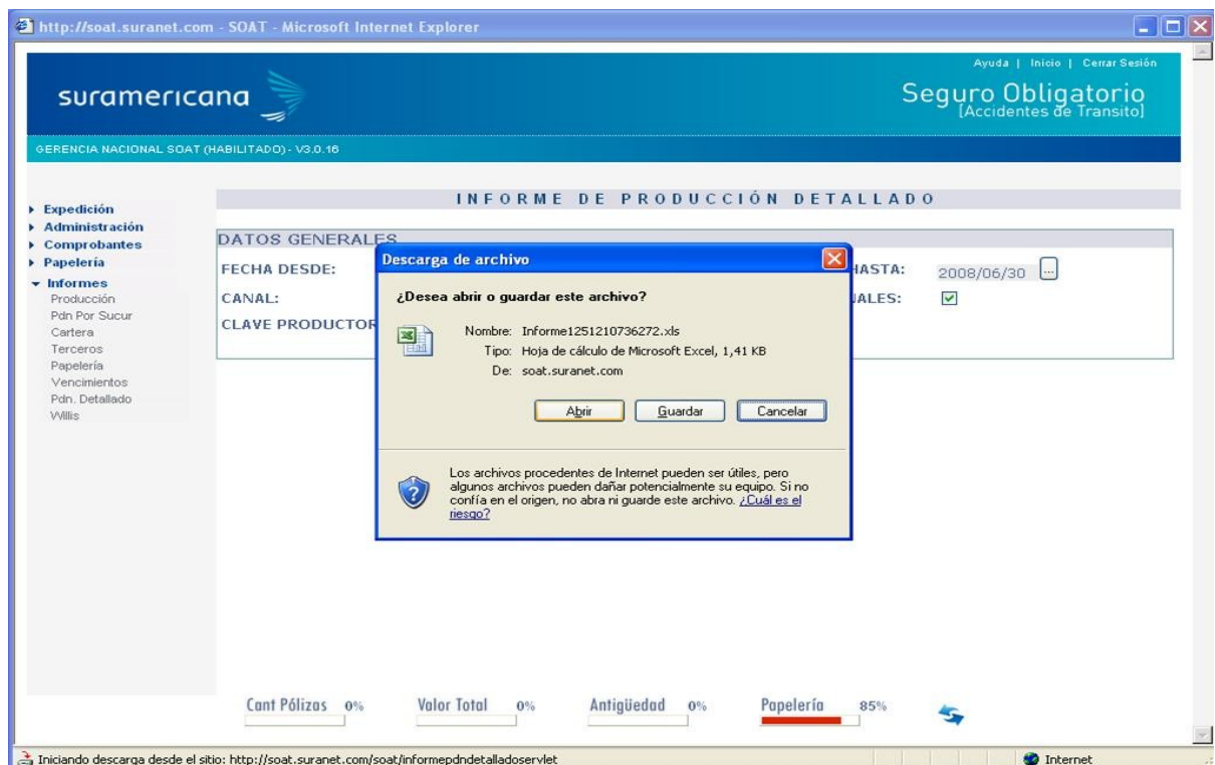 http://soat.suranet.com - SOAT - Microsoft Internet Explorer
Ayuda | Inicio | Cerrar Sesión
suramericana
Seguro Obligatorio
[Accidentes de Transito]
GERENCIA NACIONAL SOAT (HABILITADO) - V3.0.16
INFORME DE PRODUCCIÓN DETALLADO
Expedición
Administración
Comprobantes
Papelería
Informes
Producción
Pdn Por Sucur
Cartera
Terceros
Papelería
Vencimientos
Pdn. Detallado
Willis
DATOS GENERALES
FECHA DESDE:
HASTA:
2008/06/30
...
CANAL:
ALES:
CLAVE PRODUCTOR
Descarga de archivo
¿Desea abrir o guardar este archivo?
Nombre: Informe1251210736272.xls
Tipo: Hoja de cálculo de Microsoft Excel, 1,41 KB
De: soat.suranet.com
Abrir Guardar Cancelar
Los archivos procedentes de Internet pueden ser útiles, pero
algunos archivos pueden dañar potencialmente su equipo. Si no
confía en el origen, no abra ni guarde este archivo. ¿Cuál es el
riesgo?
Cant Pólizas 0% Valor Total 0% Antigüedad 0% Papelería 85%
Iniciando descarga desde el sitio: http://soat.suranet.com/soat/informepdndetalladoservlet
Internet